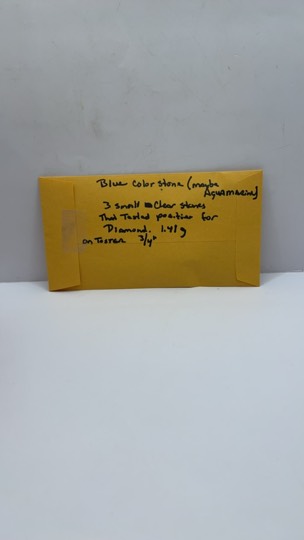 Blue color stone (maybe
Aquamarine)
3 small clear stones
That Tested positive for
Diamond. 1.41g
on Tester 3/4"